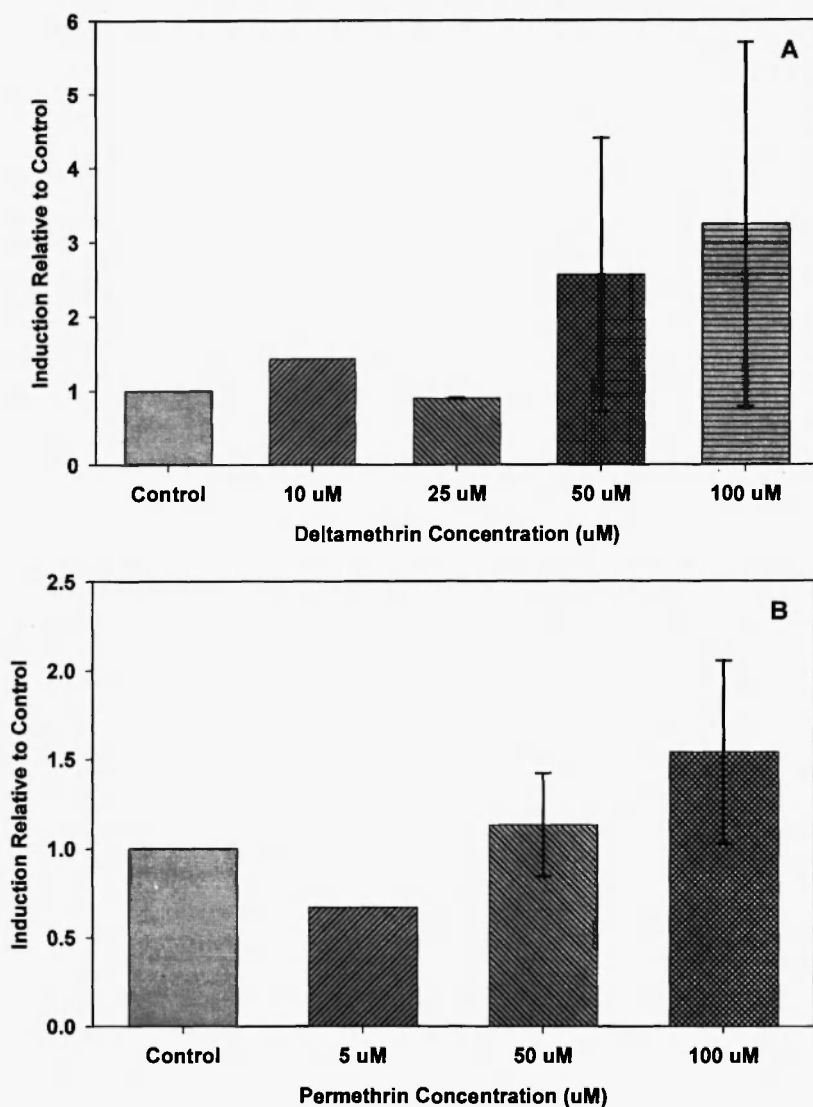 A
Induction Relative to Control
6
5
4
3
2
1
0
Control 10 uM 25 uM 50 uM 100 uM
Deltamethrin Concentration (uM)
B
Induction Relative to Control
2.5
2.0
1.5
1.0
0.5
0.0
Control 5 uM 50 uM 100 uM
Permethrin Concentration (uM)